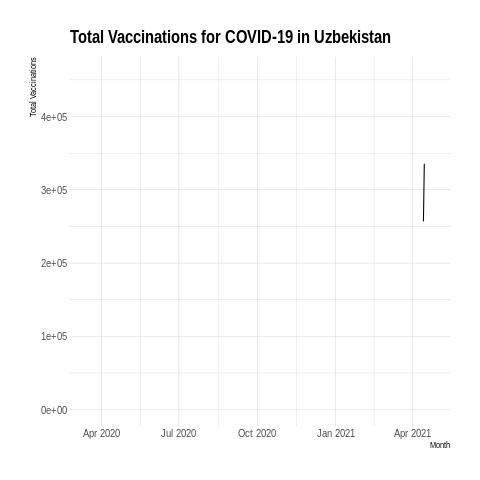 Total Vaccinations for COVID-19 in Uzbekistan
Total Vaccinations
4e+05
3e+05
2e+05
1e+05
0e+00
Apr 2020 Jul 2020 Oct 2020 Jan 2021 Apr 2021
Month